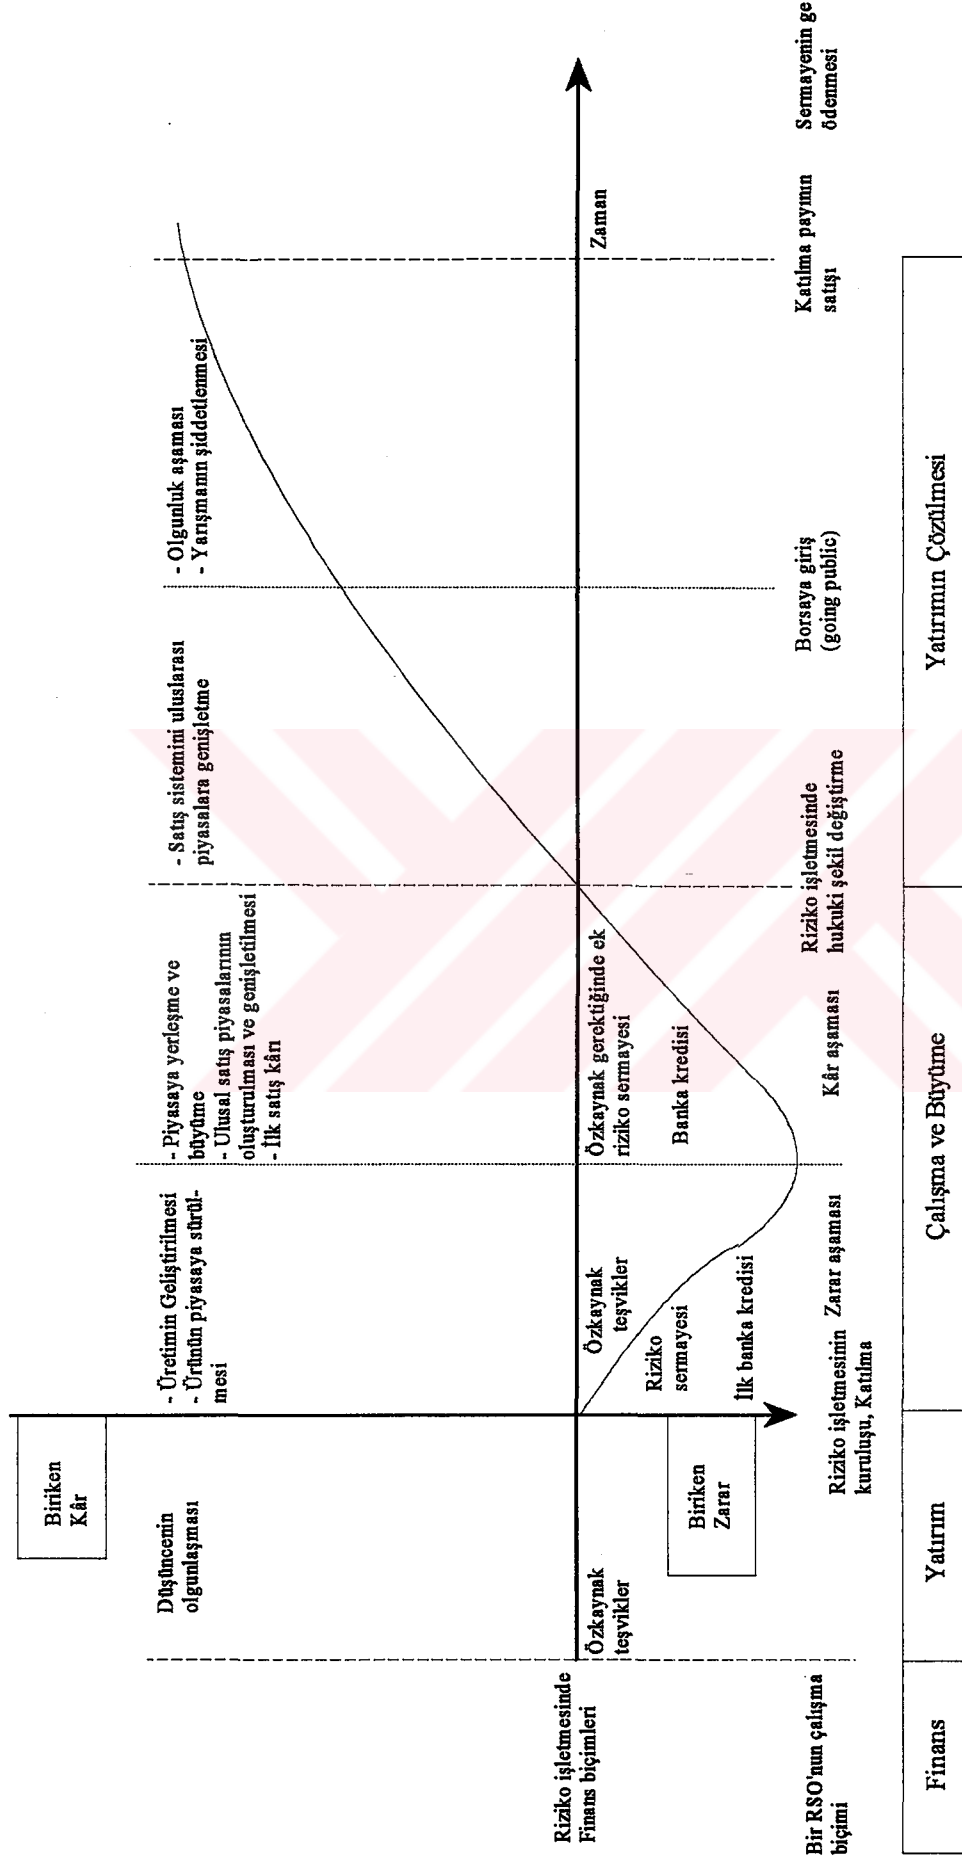 Biriken
Kâr
Düşüncenin
olgunlaşması
- Üretimin Geliştirilmesi
- Ürünün piyasaya sürül-
mesi
- Piyasaya yerleşme ve
büyüme
- Ulusal satış piyasalarının
oluşturulması ve genişletilmesi
- İlk satış kârı
- Satış sistemini uluslarası
piyasalara genişletme
- Olgunluk aşaması
- Yarışmanın şiddetlenmesi
Riziko işletmesinde
Finans biçimleri
Özkaynak
teşvikler
Özkaynak
teşvikler
Riziko
sermayesi
İlk banka kredisi
Özkaynak gerektiğinde ek
riziko sermayesi
Banka kredisi
Zaman
Biriken
Zarar
Bir RSO'nun çalışma
biçimi
Riziko işletmesinin
kuruluşu, Katılma
Zarar aşaması
Kâr aşaması
Riziko işletmesinde
hukuki şekil değiştirme
Borsaya giriş
(going public)
Katılma payının
satışı
Sermayenin ge
ödenmesi
Finans
Yatırım
Çalışma ve Büyüme
Yatırımın Çözülmesi